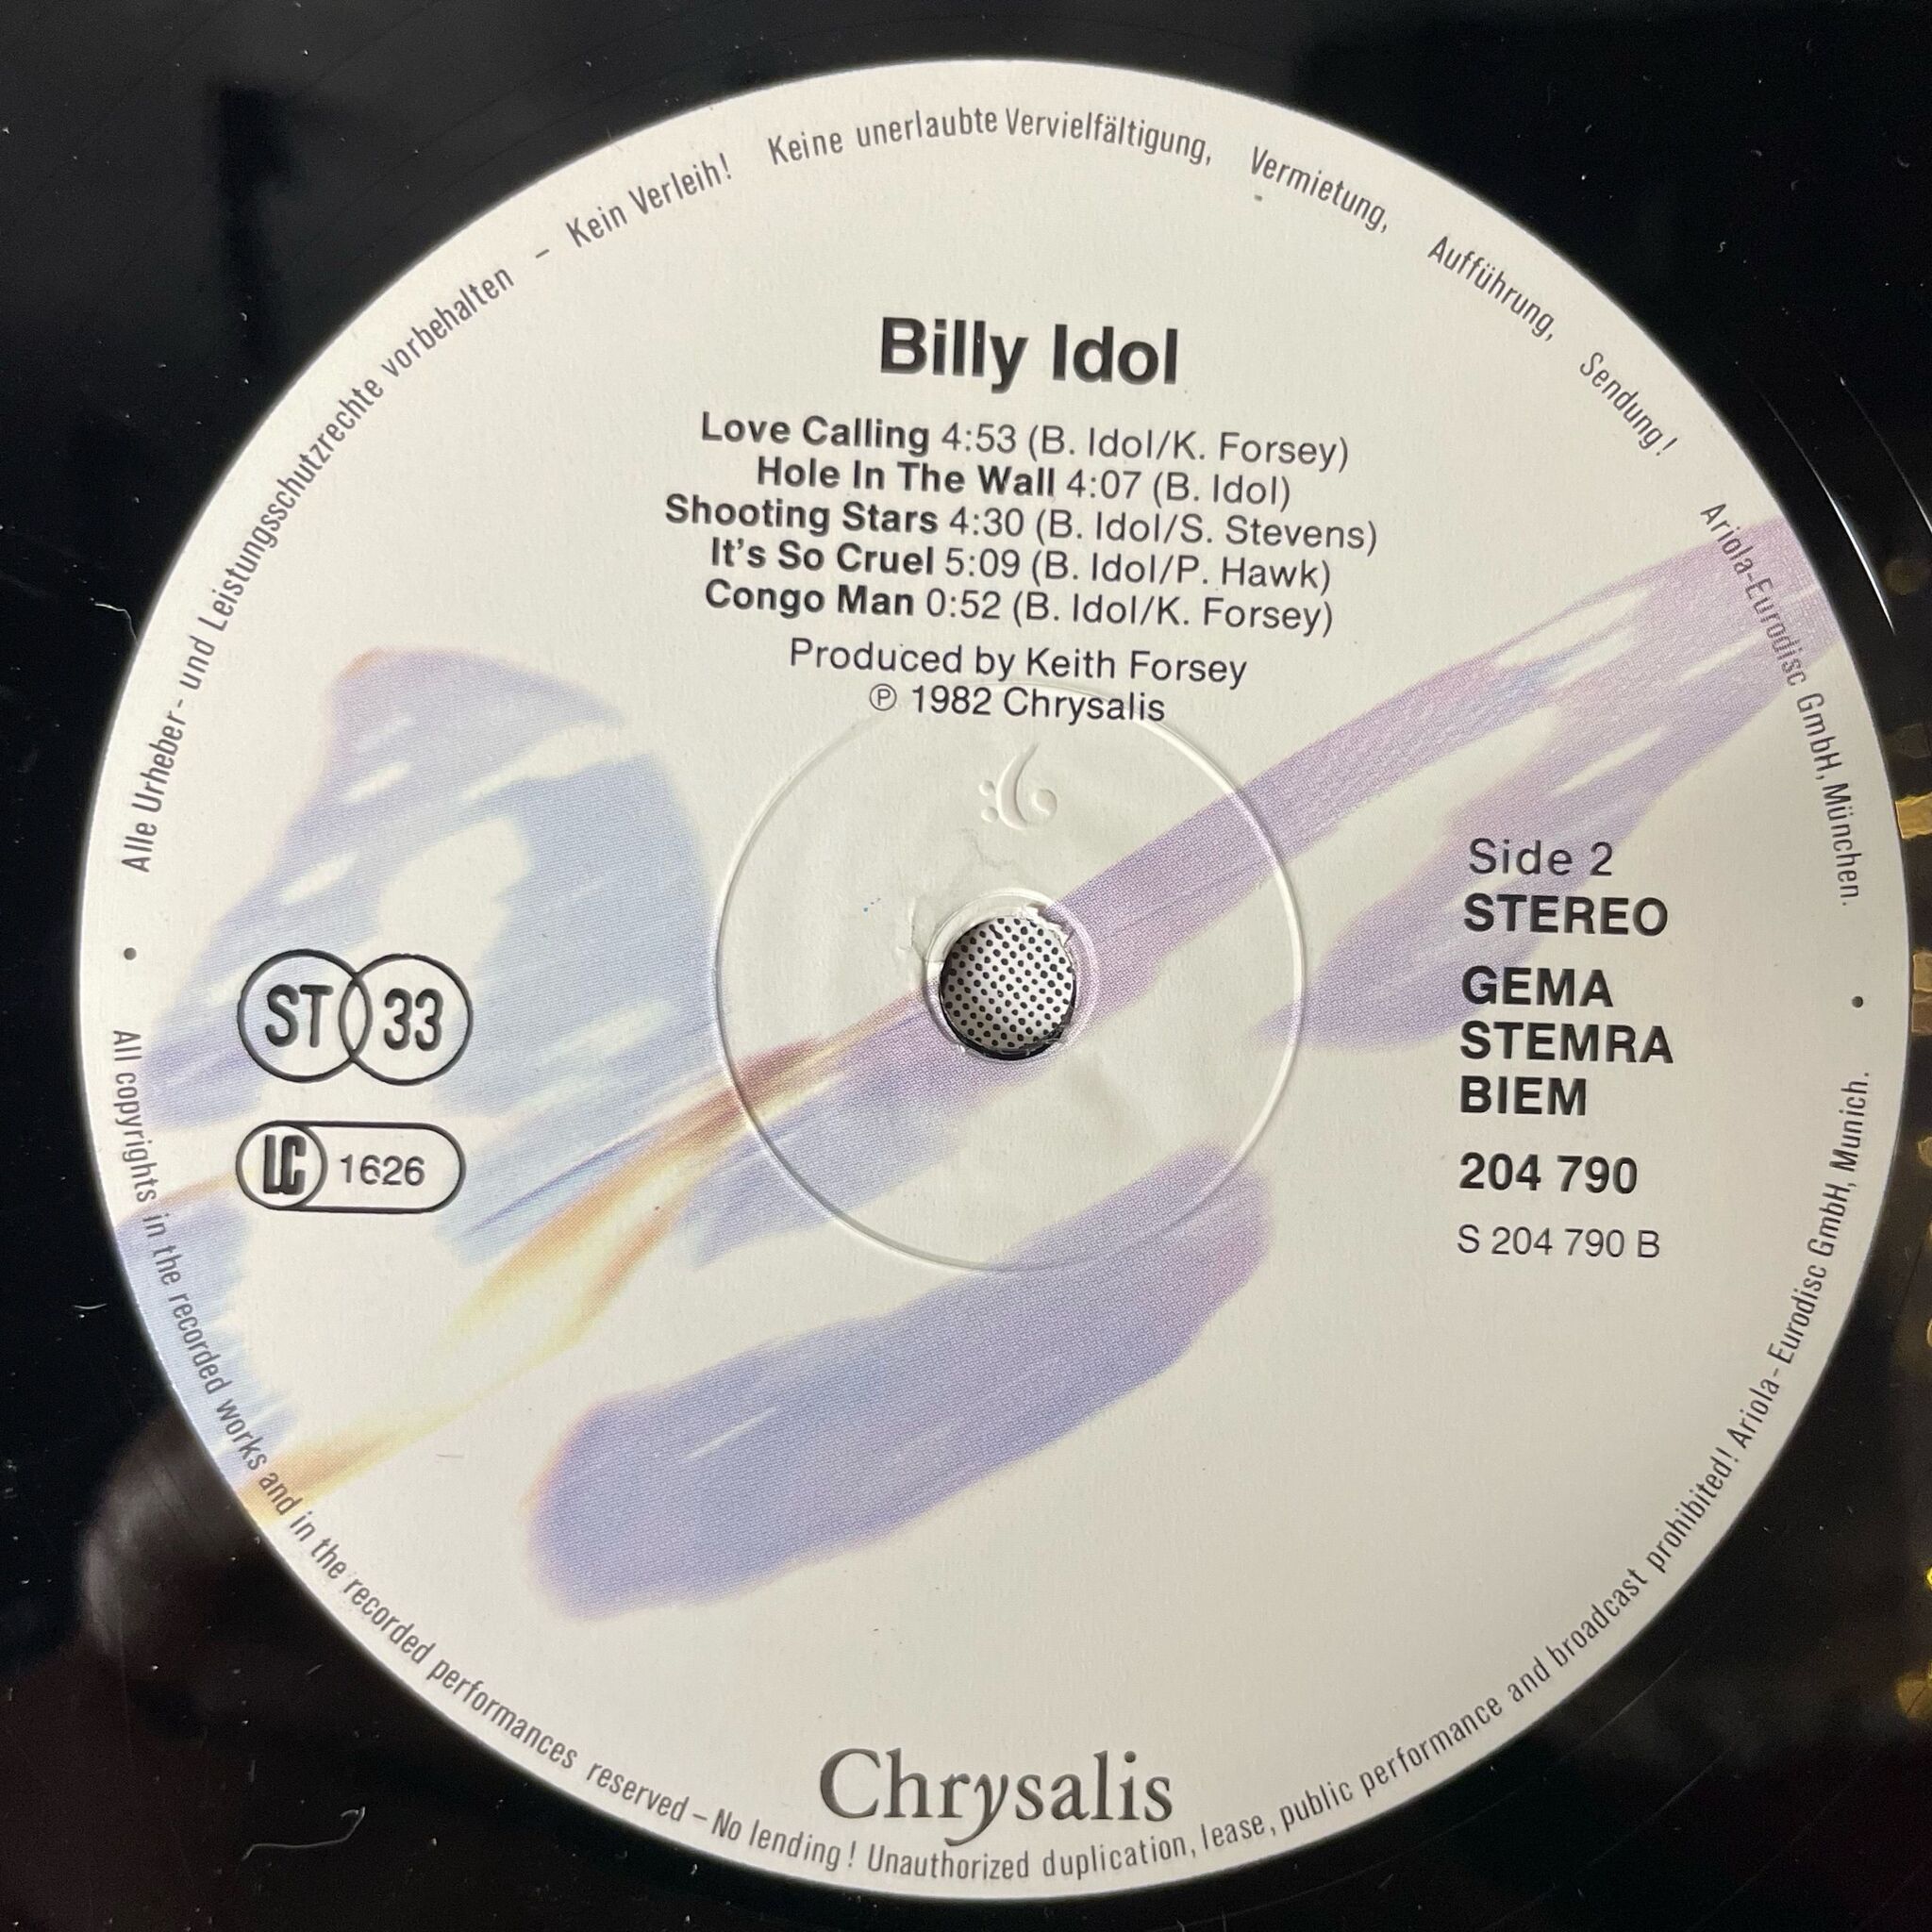 Alle Urheber- und Leistungsschutzrechte vorbehalten – Kein Verleih! Keine unerlaubte Vervielfältigung, Vermietung, Aufführung, Sendung! Ariola-Eurodisc GmbH, München.
Billy Idol
Love Calling 4:53 (B. Idol/K. Forsey)
Hole In The Wall 4:07 (B. Idol)
Shooting Stars 4:30 (B. Idol/S. Stevens)
It's So Cruel 5:09 (B. Idol/P. Hawk)
Congo Man 0:52 (B. Idol/K. Forsey)
Produced by Keith Forsey
℗ 1982 Chrysalis
Side 2
STEREO
GEMA
STEMRA
BIEM
204 790
S 204 790 B
ST 33
LC 1626
Chrysalis
All copyrights in the recorded works and in the recorded performances reserved – No lending! Unauthorized duplication, lease, public performance and broadcast prohibited! Ariola-Eurodisc GmbH, Munich.